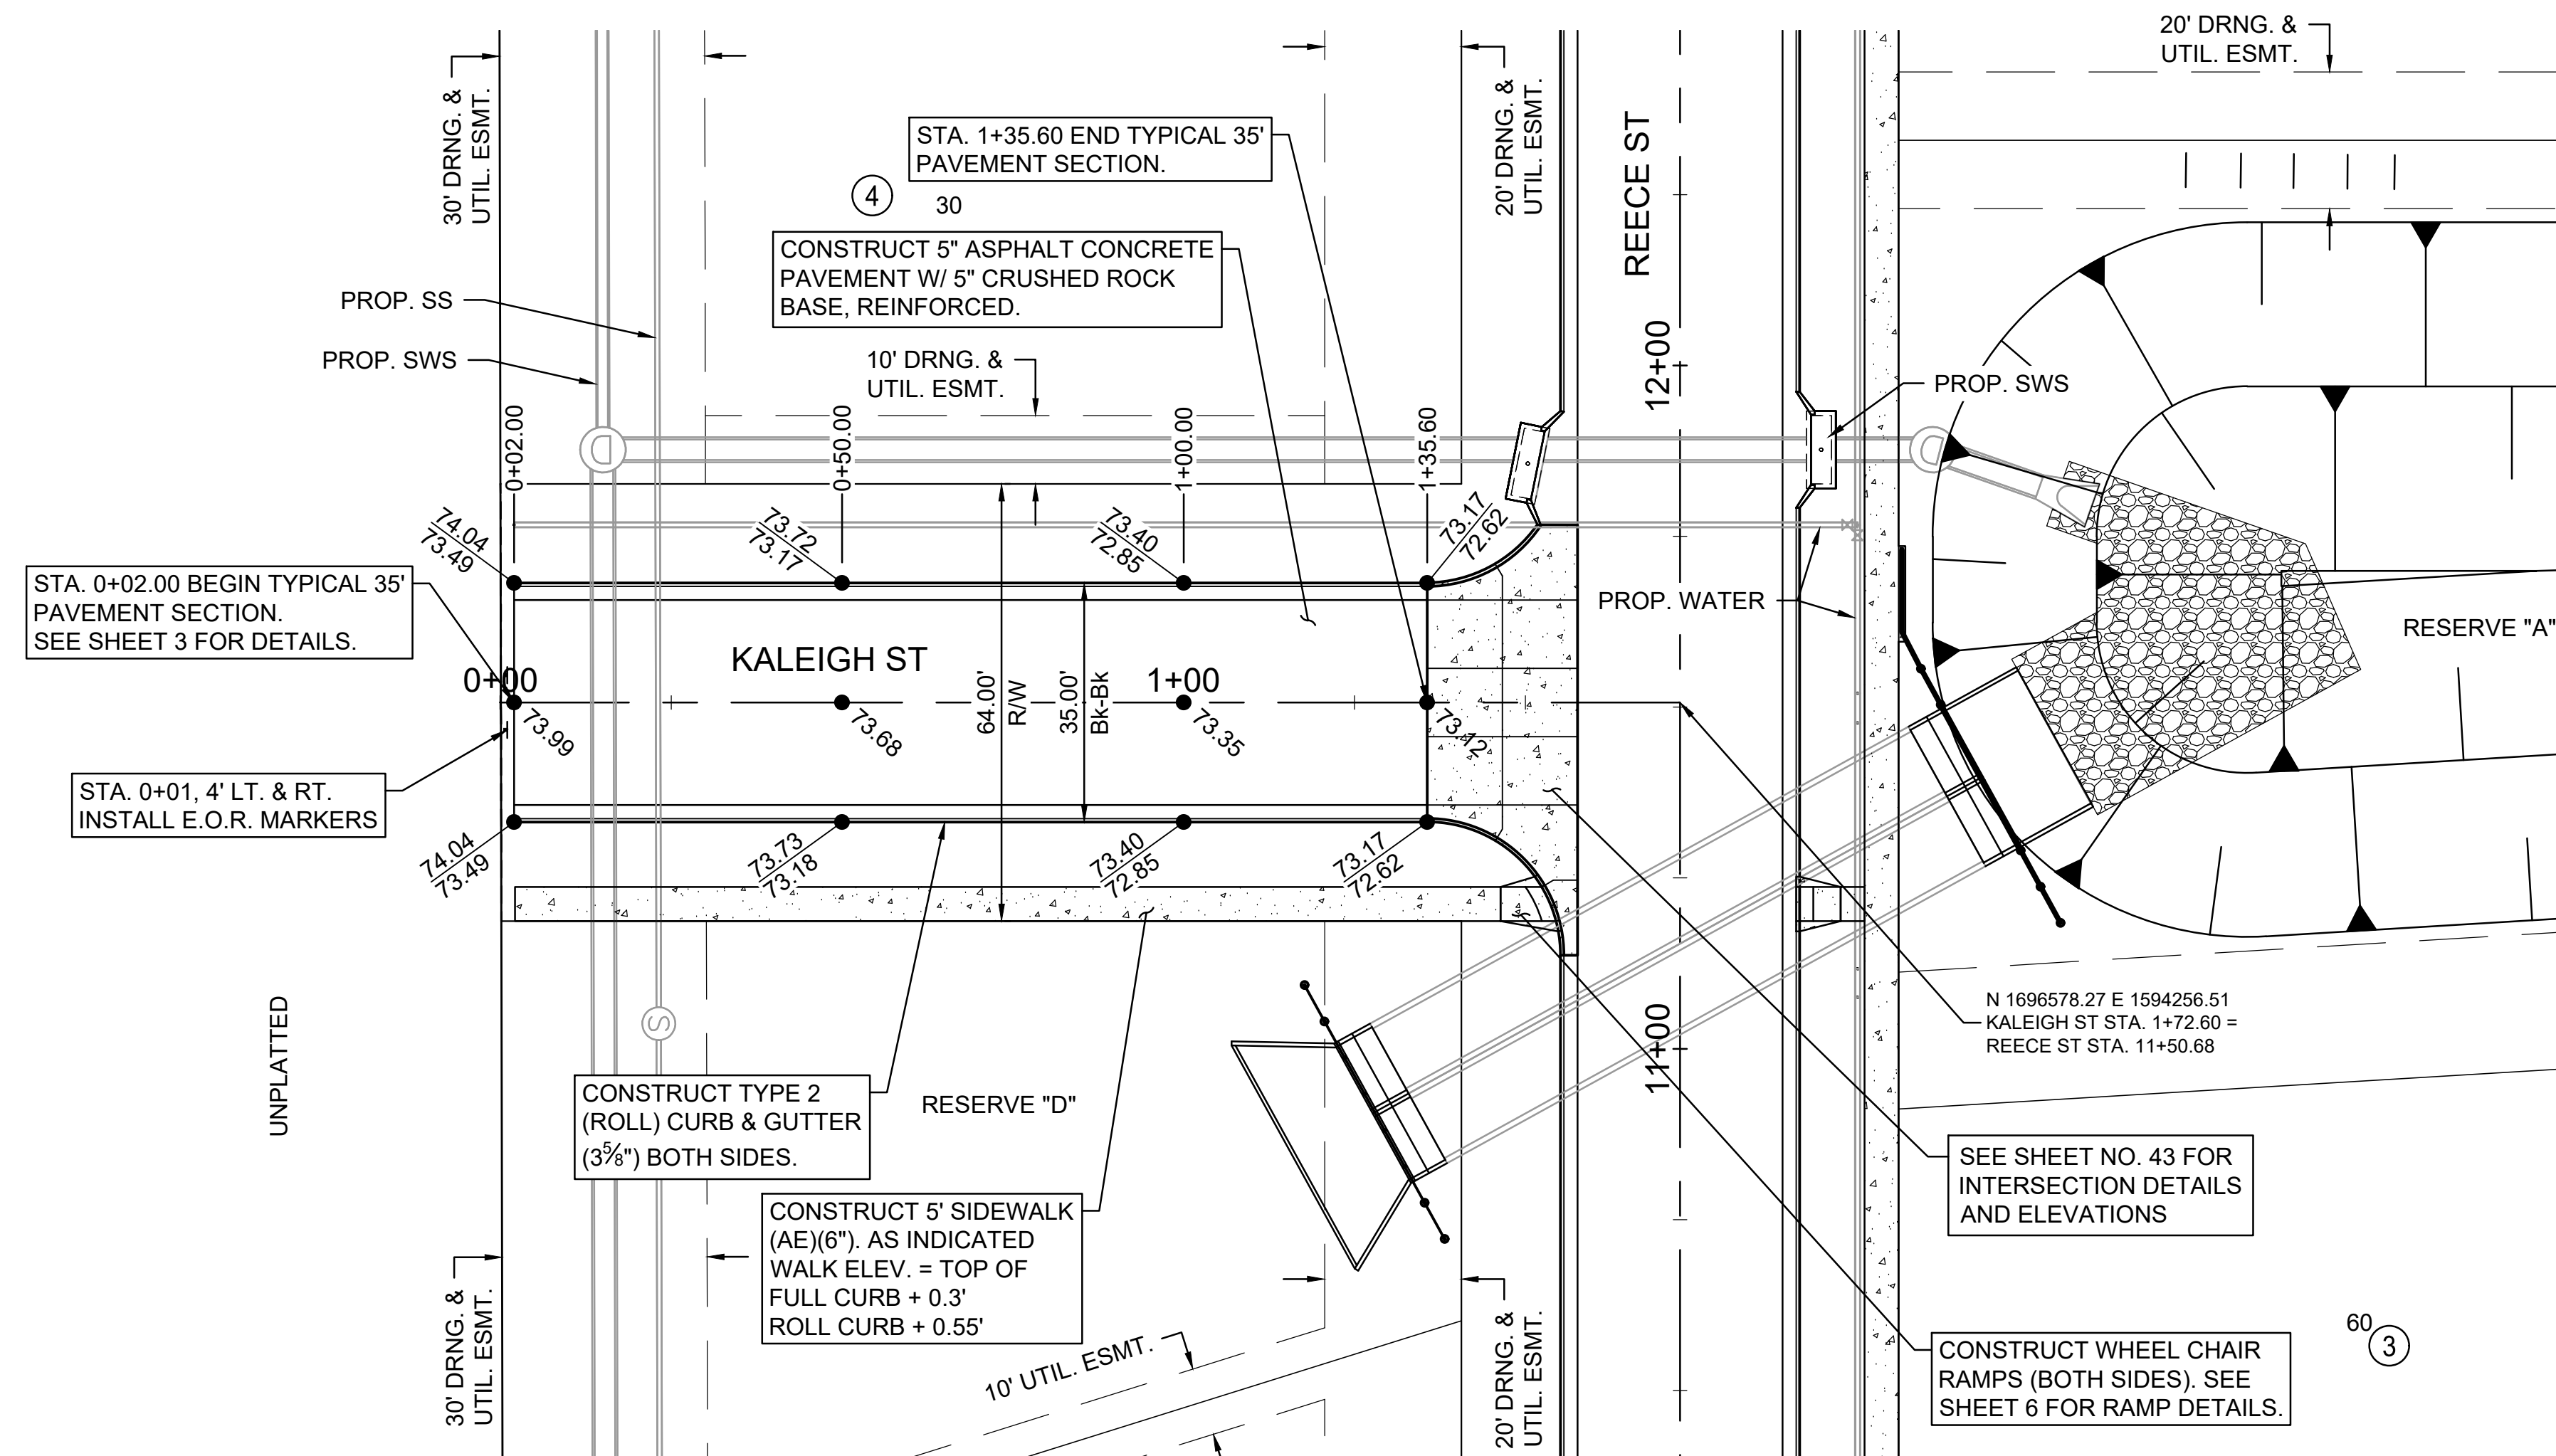 20' DRNG. &
UTIL. ESMT.
30' DRNG. &
UTIL. ESMT.
STA. 1+35.60 END TYPICAL 35'
PAVEMENT SECTION.
4
30
20' DRNG. &
UTIL. ESMT.
REECE ST
CONSTRUCT 5" ASPHALT CONCRETE
PAVEMENT W/ 5" CRUSHED ROCK
BASE, REINFORCED.
PROP. SS
PROP. SWS
10' DRNG. &
UTIL. ESMT.
12+00
PROP. SWS
0+02.00
0+50.00
1+00.00
1+35.60
D
D
74.04
73.49
73.72
73.17
73.40
72.85
73.17
72.62
STA. 0+02.00 BEGIN TYPICAL 35'
PAVEMENT SECTION.
SEE SHEET 3 FOR DETAILS.
PROP. WATER
RESERVE "A"
KALEIGH ST
0+00
1+00
64.00'
R/W
35.00'
Bk-Bk
73.99
73.68
73.35
73.12
STA. 0+01, 4' LT. & RT.
INSTALL E.O.R. MARKERS
74.04
73.49
73.73
73.18
73.40
72.85
73.17
72.62
UNPLATTED
S
11+00
N 1696578.27 E 1594256.51
KALEIGH ST STA. 1+72.60 =
REECE ST STA. 11+50.68
CONSTRUCT TYPE 2
(ROLL) CURB & GUTTER
(3⅝") BOTH SIDES.
RESERVE "D"
SEE SHEET NO. 43 FOR
INTERSECTION DETAILS
AND ELEVATIONS
CONSTRUCT 5' SIDEWALK
(AE)(6"). AS INDICATED
WALK ELEV. = TOP OF
FULL CURB + 0.3'
ROLL CURB + 0.55'
30' DRNG. &
UTIL. ESMT.
10' UTIL. ESMT.
20' DRNG. &
UTIL. ESMT.
60
3
CONSTRUCT WHEEL CHAIR
RAMPS (BOTH SIDES). SEE
SHEET 6 FOR RAMP DETAILS.